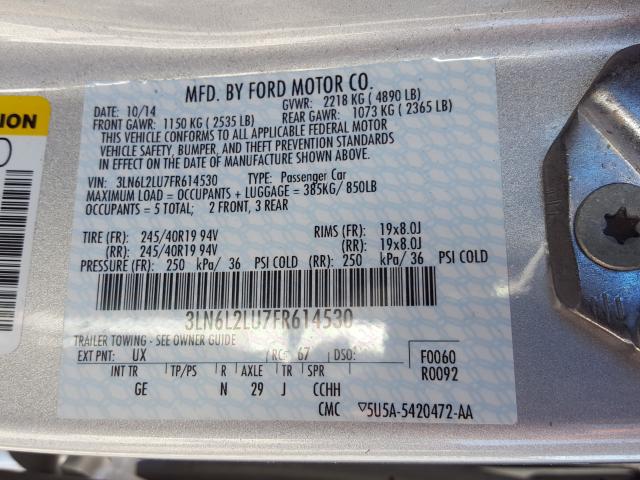 MFD. BY FORD MOTOR CO.
DATE: 10/14 GVWR: 2218 KG ( 4890 LB)
FRONT GAWR: 1150 KG ( 2535 LB) REAR GAWR: 1073 KG ( 2365 LB)
THIS VEHICLE CONFORMS TO ALL APPLICABLE FEDERAL MOTOR
VEHICLE SAFETY, BUMPER, AND THEFT PREVENTION STANDARDS
IN EFFECT ON THE DATE OF MANUFACTURE SHOWN ABOVE.
VIN: 3LN6L2LU7FR614530 TYPE: Passenger Car
MAXIMUM LOAD = OCCUPANTS + LUGGAGE = 385KG/ 850LB
OCCUPANTS = 5 TOTAL; 2 FRONT, 3 REAR
TIRE (FR): 245/40R19 94V RIMS (FR): 19x8.0J
(RR): 245/40R19 94V (RR): 19x8.0J
PRESSURE (FR): 250 kPa/ 36 PSI COLD (RR): 250 kPa/ 36 PSI COLD
3LN6L2LU7FR614530
TRAILER TOWING - SEE OWNER GUIDE
EXT PNT: UX RC: 67 DSO: F0060
R0092
INT TR TP/PS R AXLE TR SPR
GE N 29 J CCHH
CMC ▽5U5A-5420472-AA
ION